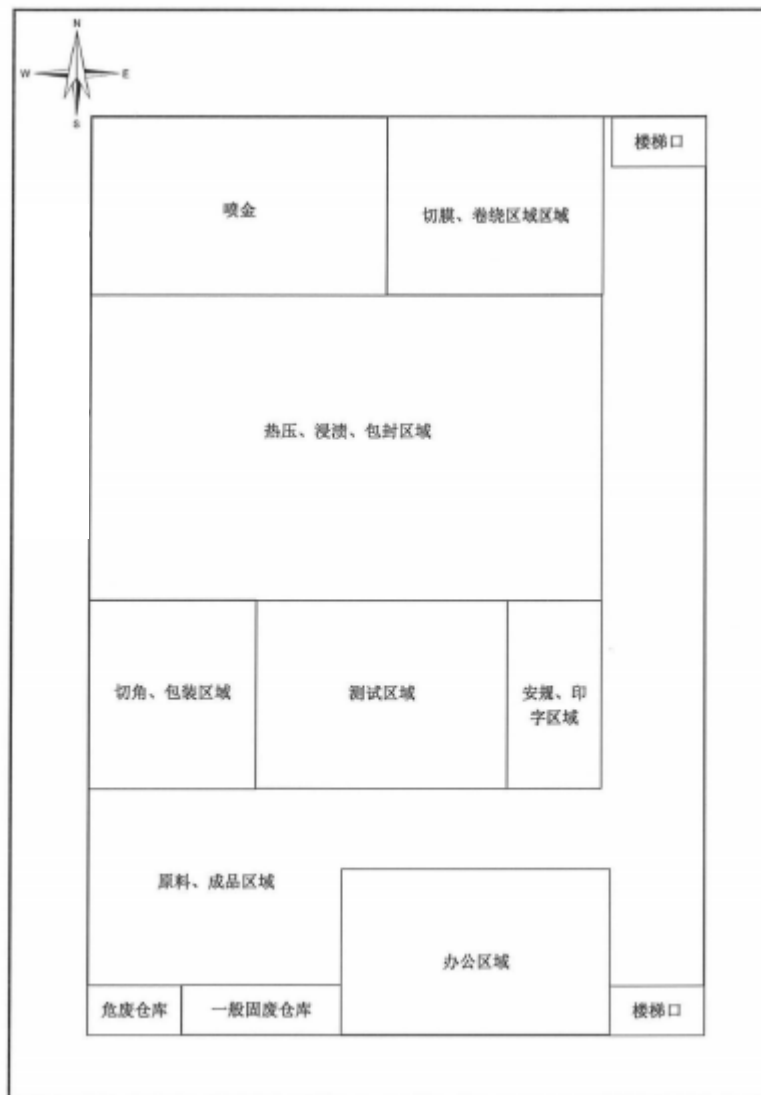 N
W E
S
楼梯口
喷金
切膜、卷绕区域区域
热压、浸渍、包封区域
切角、包装区域
测试区域
安规、印
字区域
原料、成品区域
办公区域
危废仓库
一般固废仓库
楼梯口